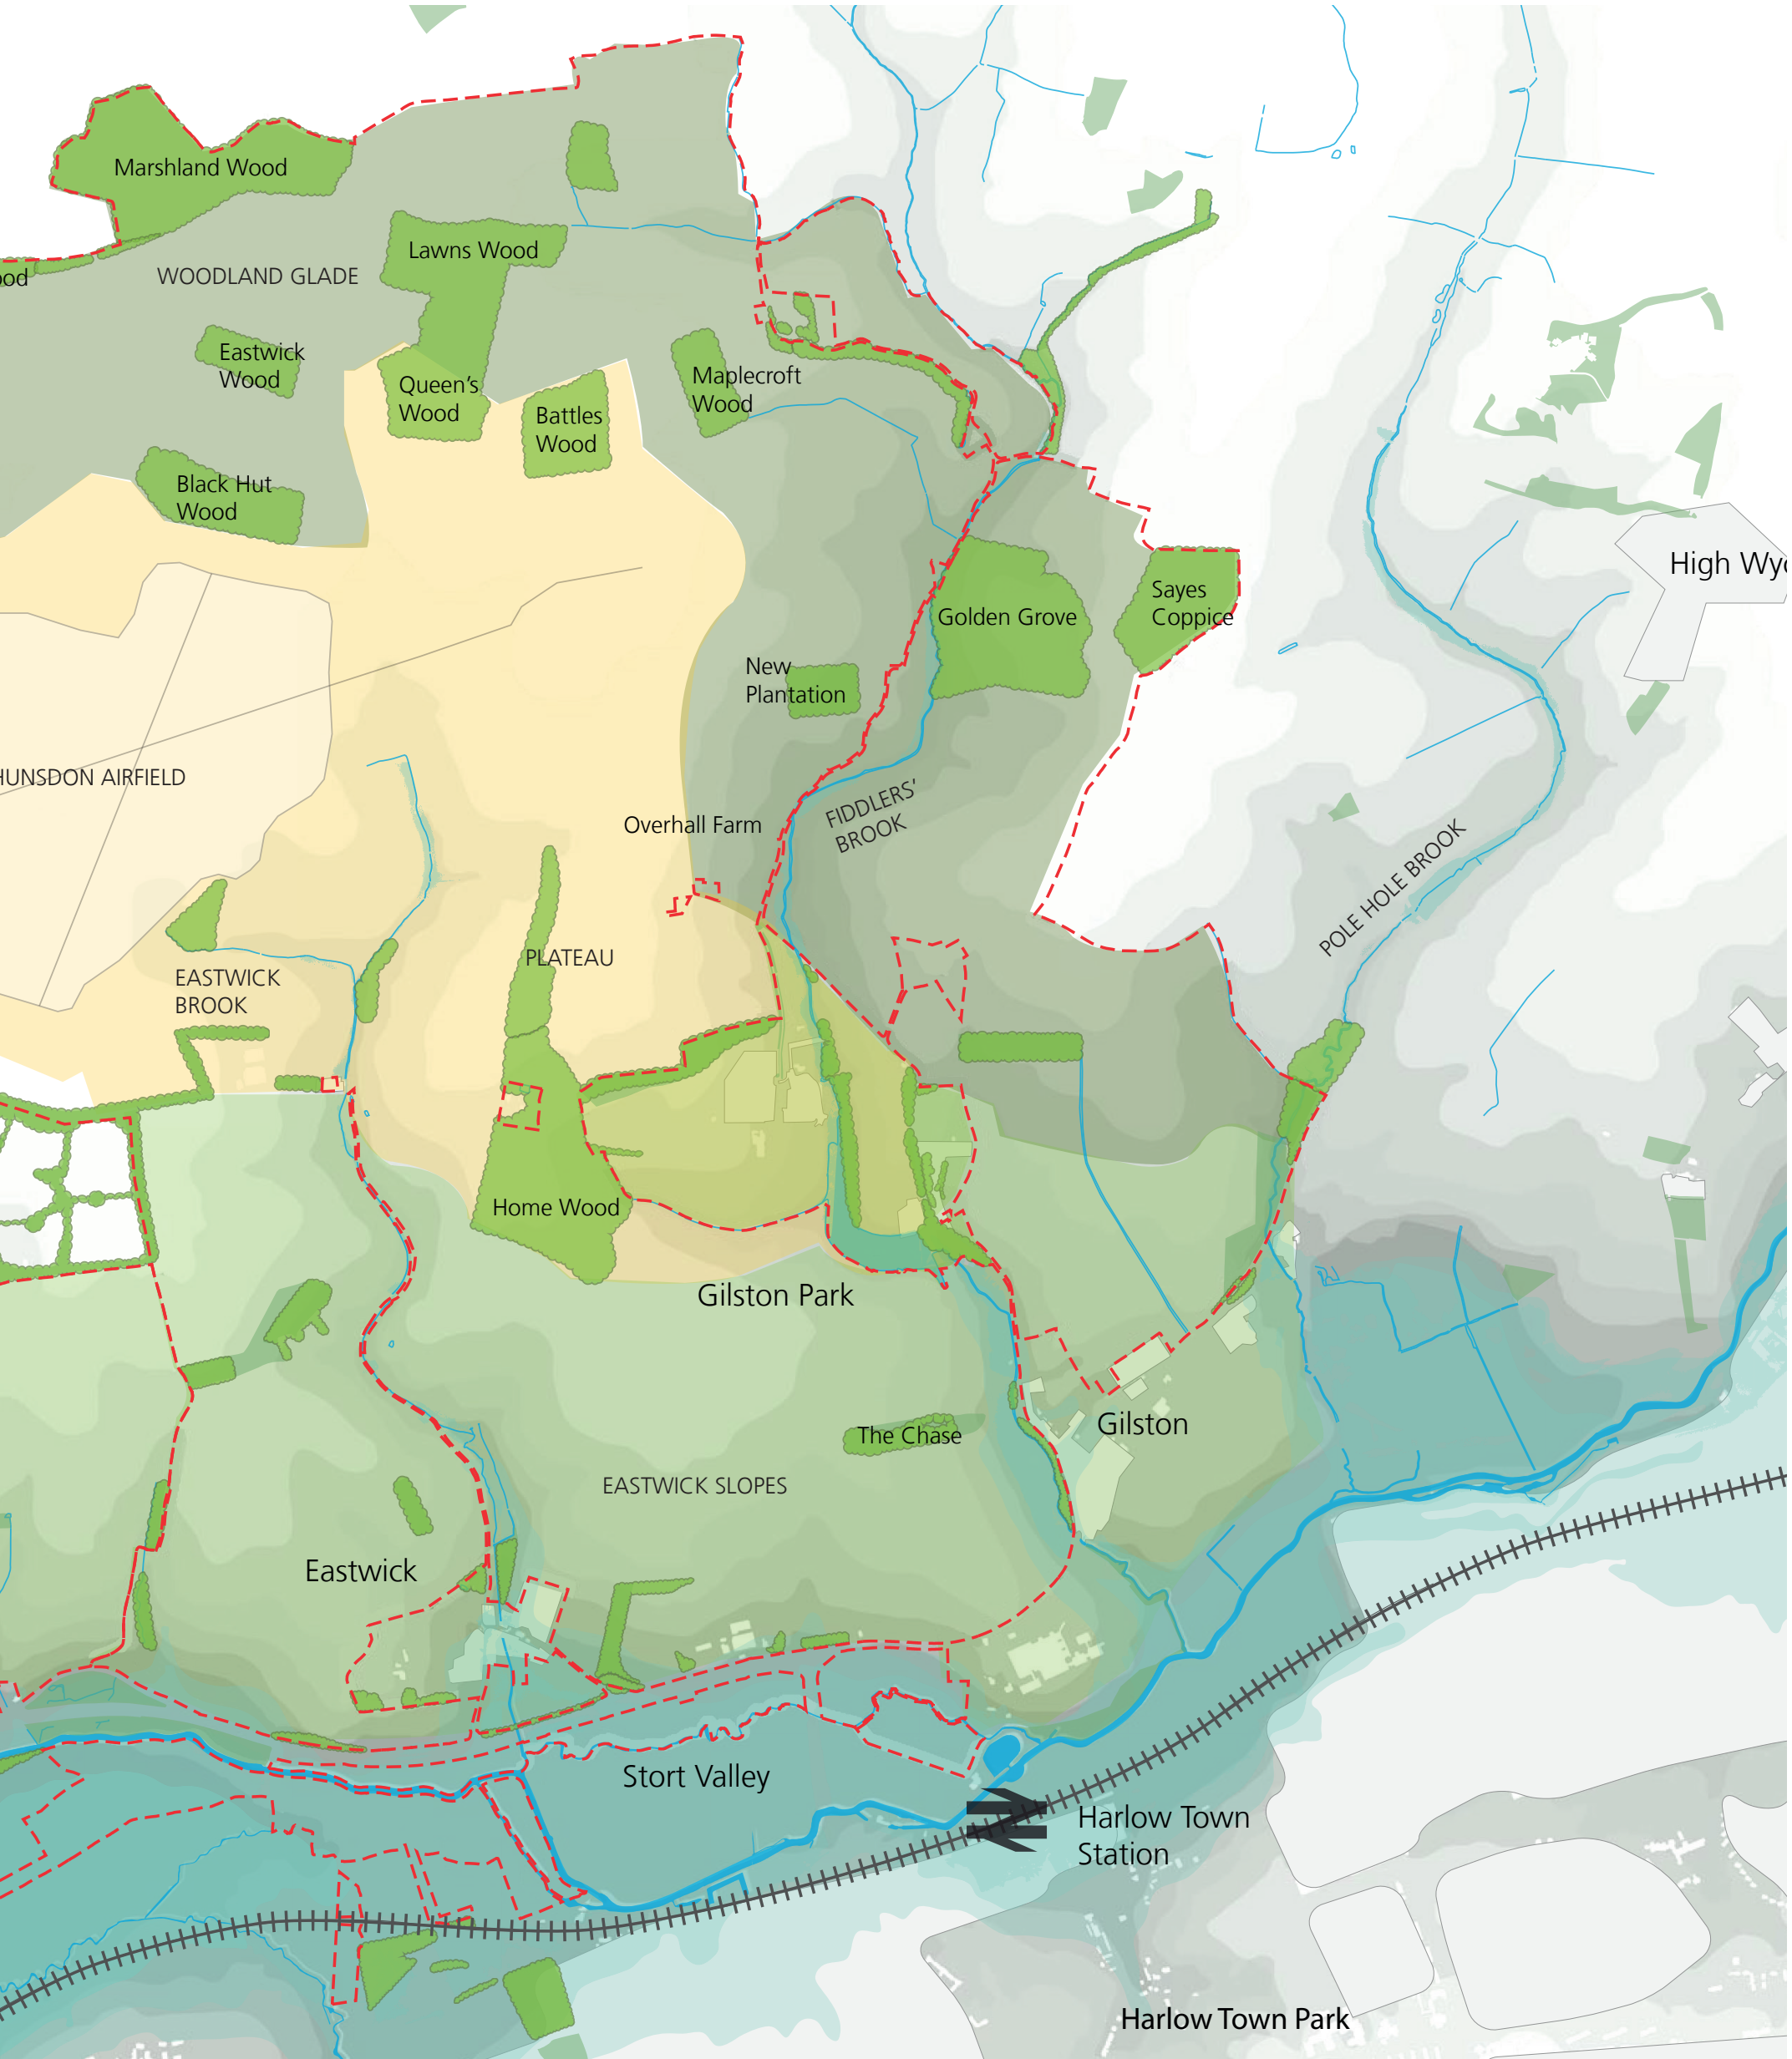 Marshland Wood
Lawns Wood
ood
WOODLAND GLADE
Eastwick
Wood
Queen's
Wood
Battles
Wood
Maplecroft
Wood
Black Hut
Wood
High Wyc
Sayes
Coppice
Golden Grove
New
Plantation
HUNSDON AIRFIELD
FIDDLERS'
BROOK
Overhall Farm
POLE HOLE BROOK
PLATEAU
EASTWICK
BROOK
Home Wood
Gilston Park
Gilston
The Chase
EASTWICK SLOPES
Eastwick
Stort Valley
Harlow Town
Station
Harlow Town Park